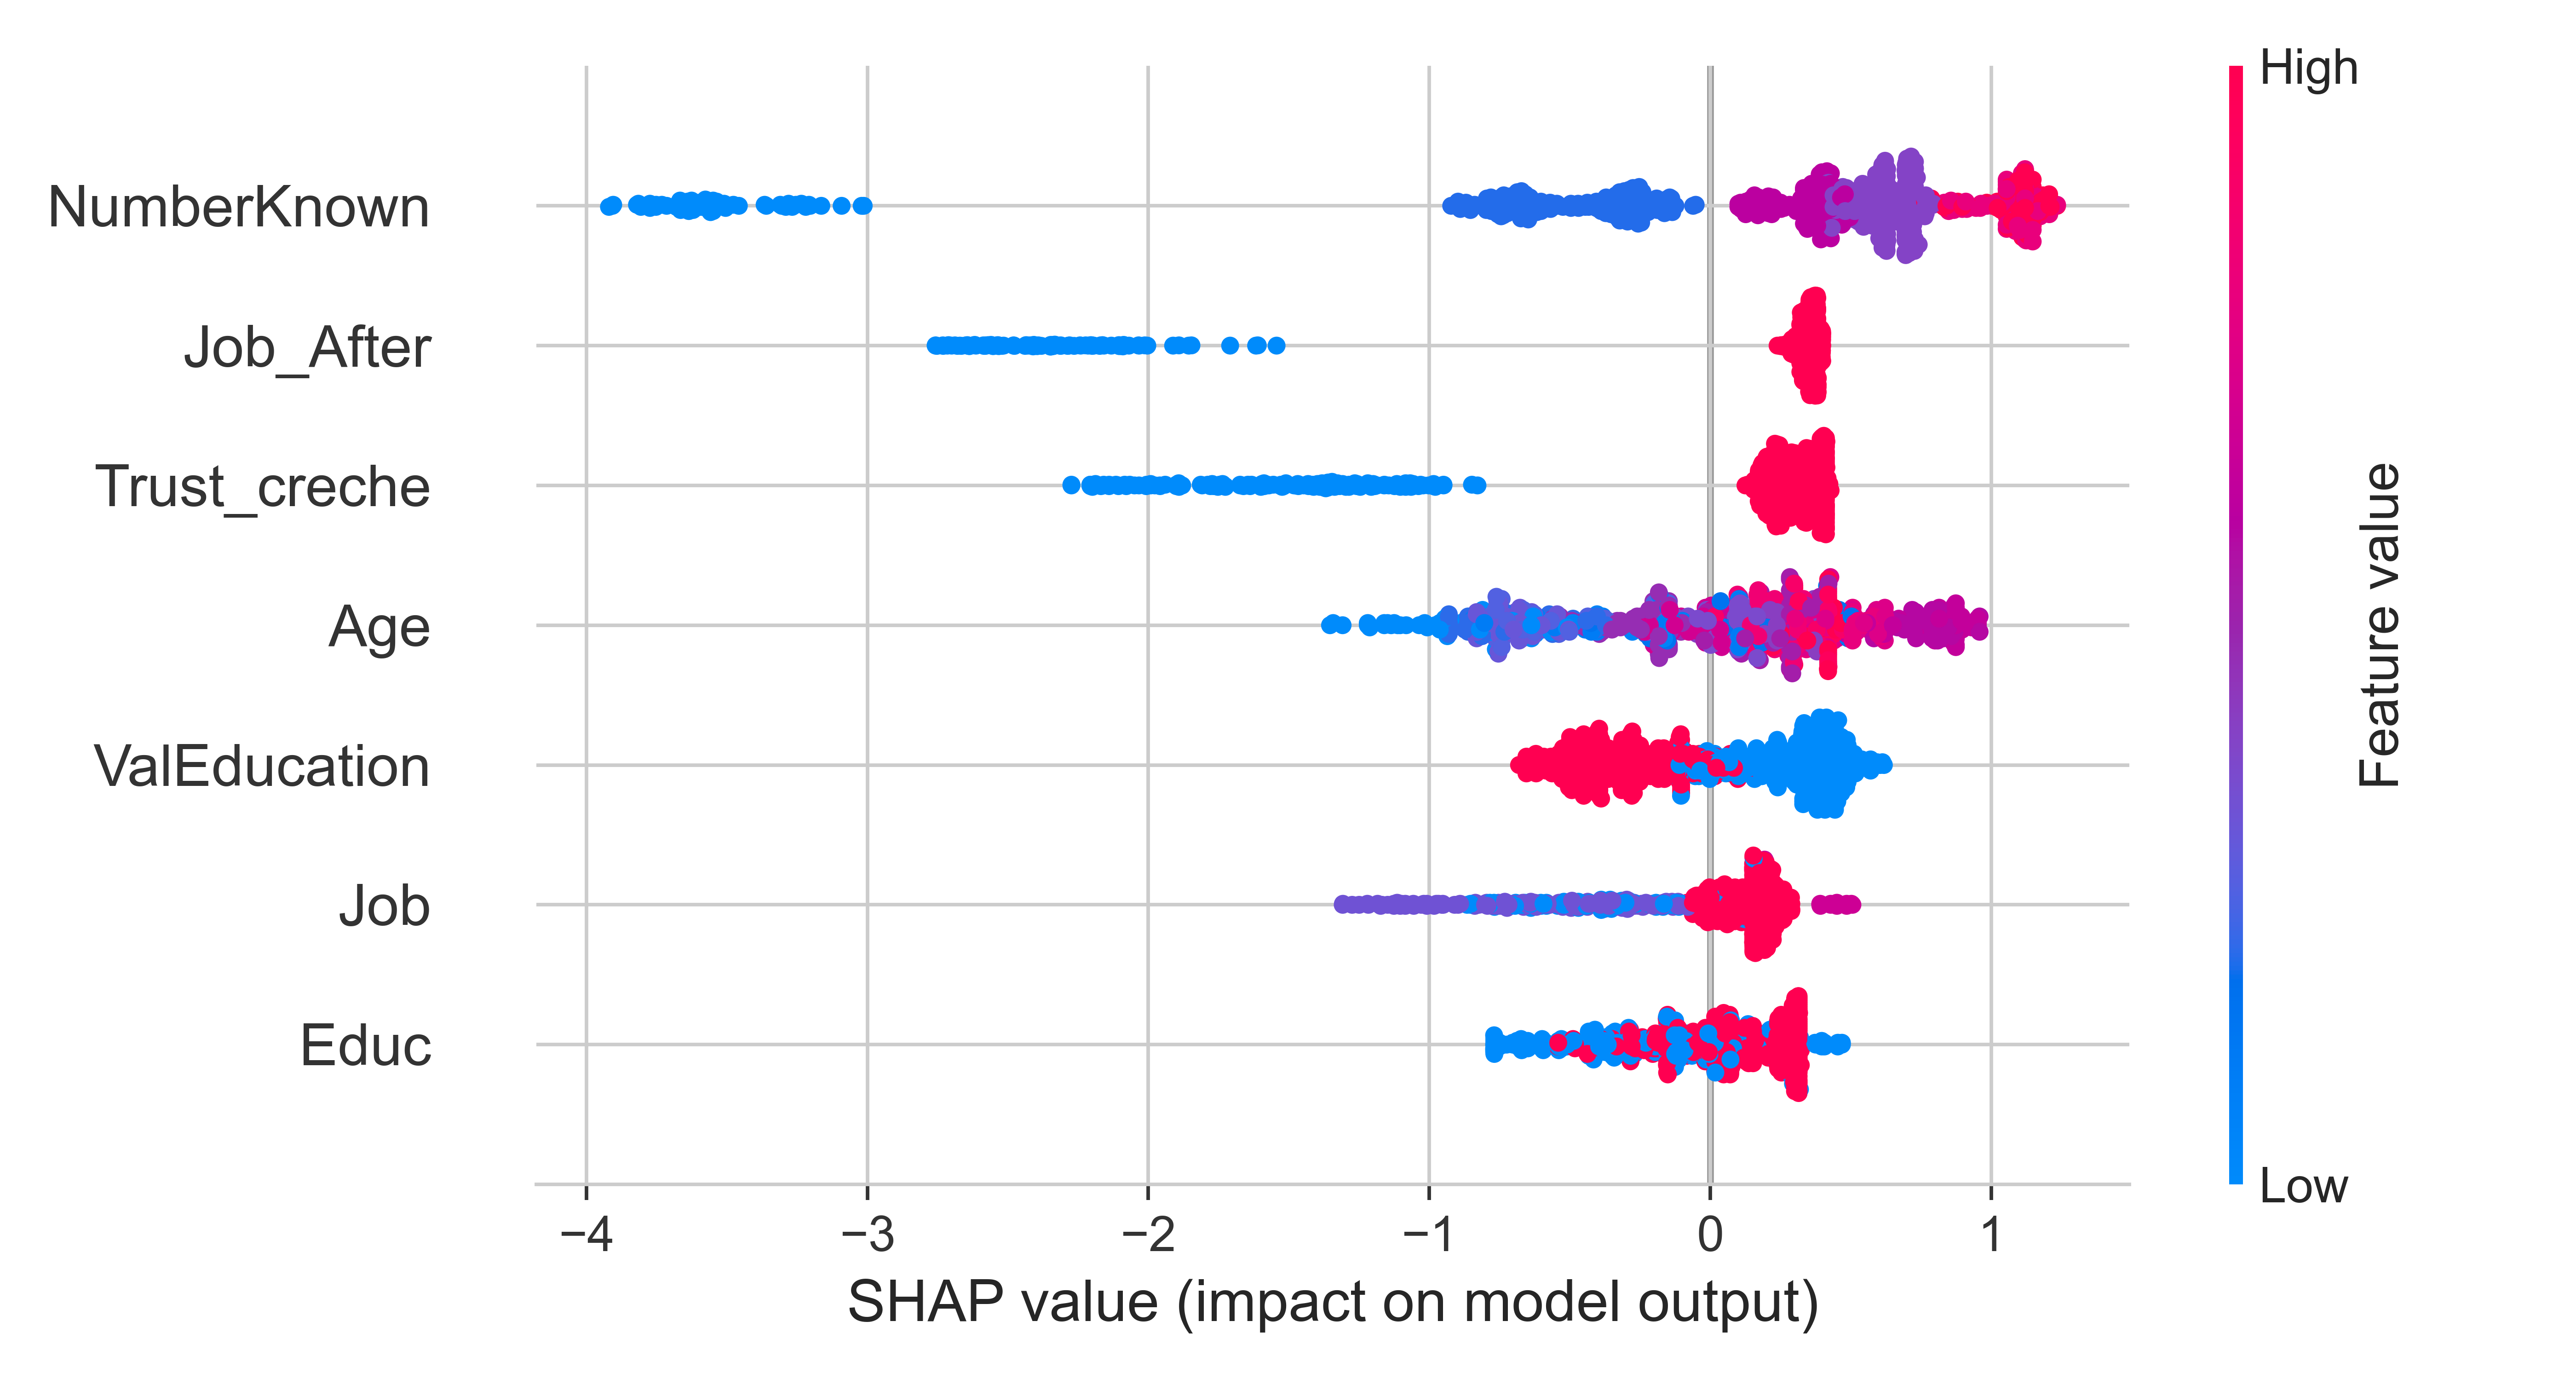 High
NumberKnown
Job_After
Trust_creche
Age
ValEducation
Job
Educ
Feature value
Low
−4 −3 −2 −1 0 1
SHAP value (impact on model output)